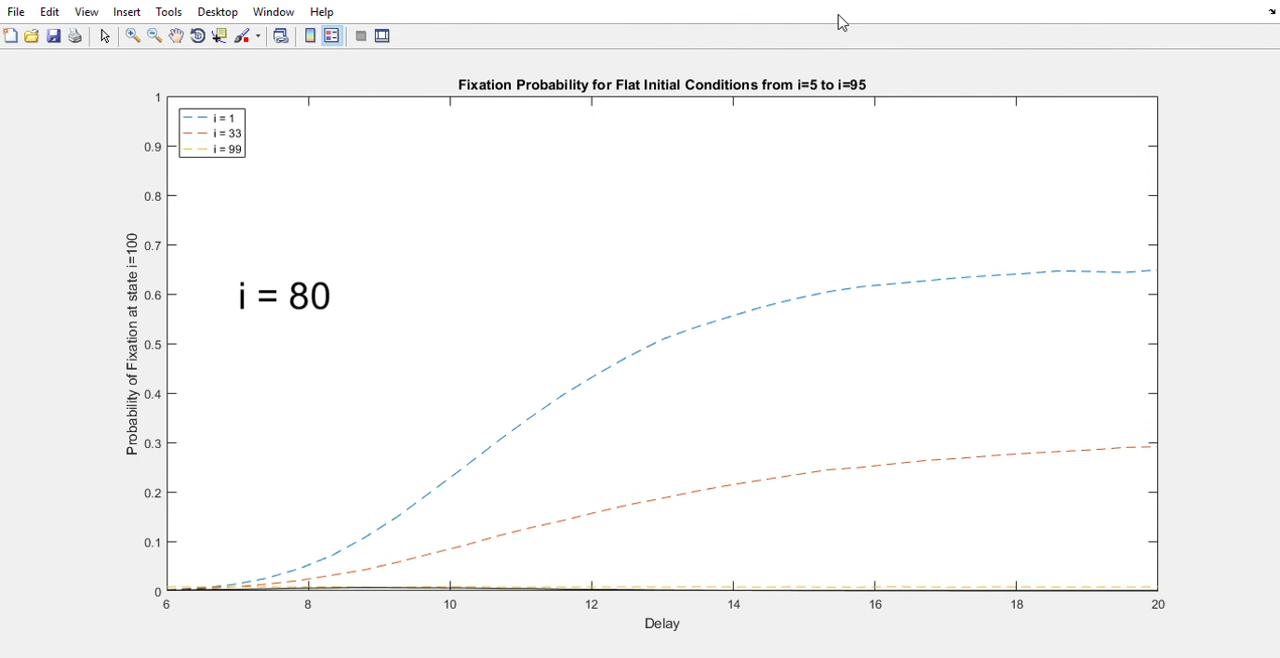 File Edit View Insert Tools Desktop Window Help
Fixation Probability for Flat Initial Conditions from i=5 to i=95
i = 1
i = 33
i = 99
i = 80
Probability of Fixation at state i=100
1
0.9
0.8
0.7
0.6
0.5
0.4
0.3
0.2
0.1
0
6 8 10 12 14 16 18 20
Delay